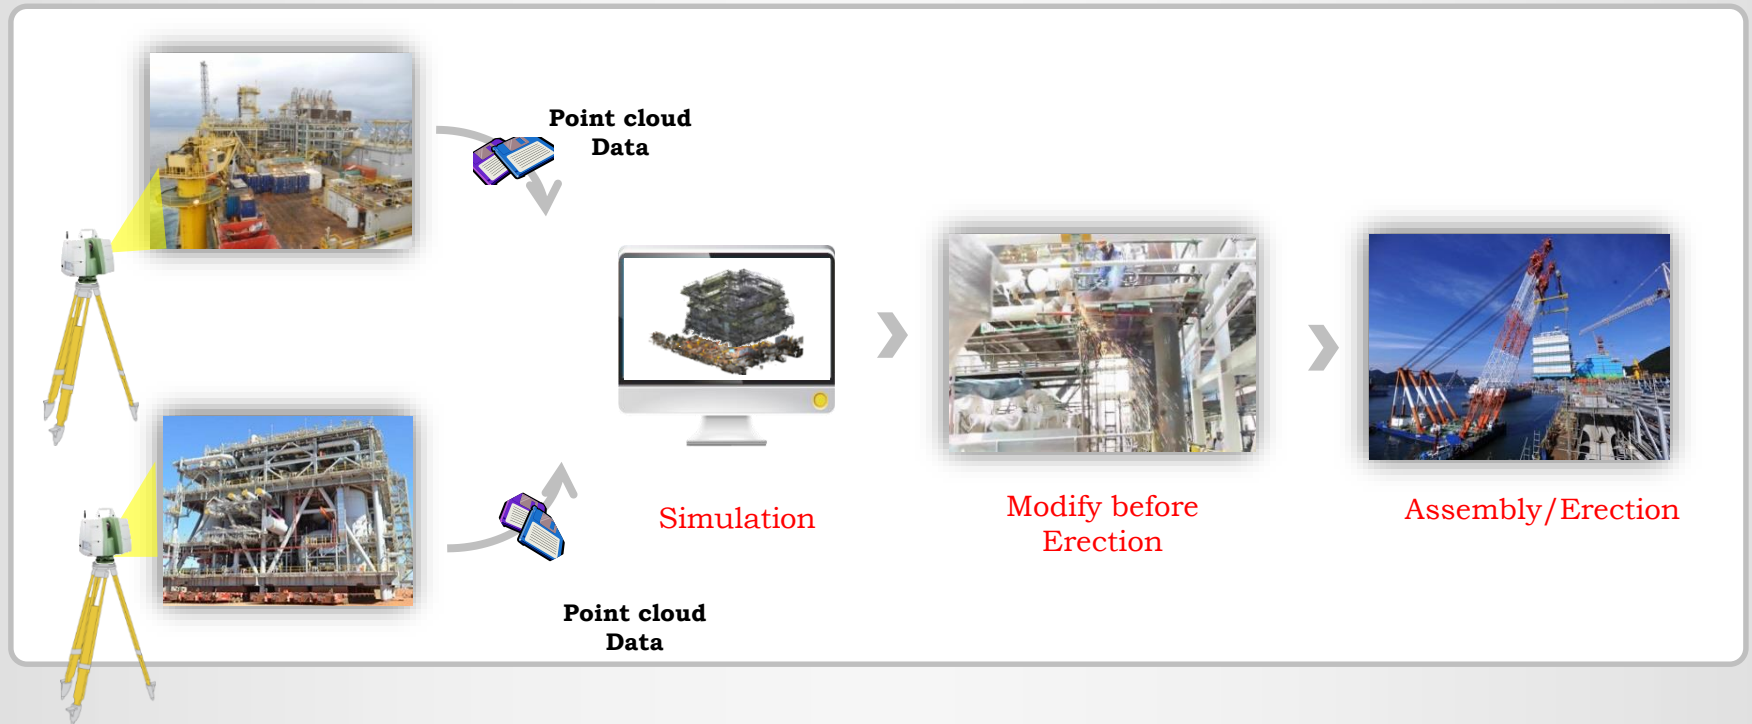 Point cloud
Data
Simulation
Modify before
Erection
Assembly/Erection
Point cloud
Data